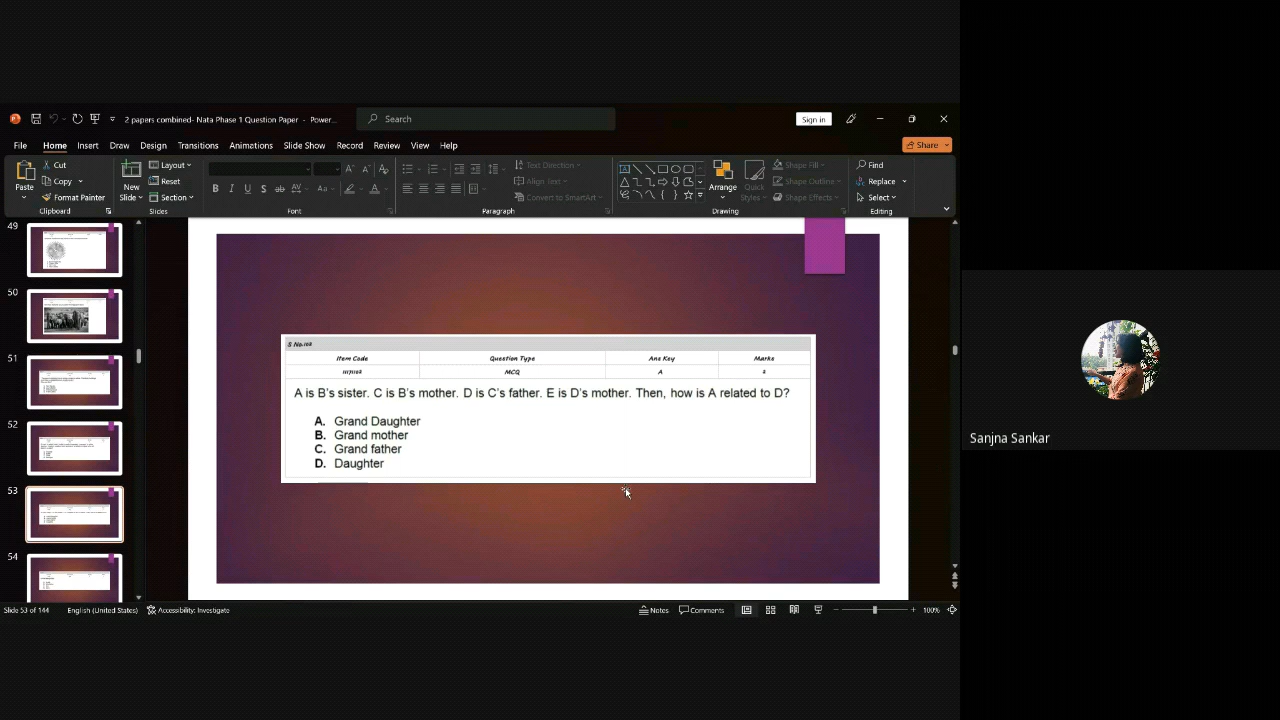 2 papers combined- Nata Phase 1 Question Paper - Power...
Search
Sign in
File Home Insert Draw Design Transitions Animations Slide Show Record Review View Help
Share
Paste
Cut
Copy
Format Painter
Clipboard
New
Slide
Layout
Reset
Section
Slides
Font
Text Direction
Align Text
Convert to SmartArt
Paragraph
Arrange
Quick
Styles
Shape Fill
Shape Outline
Shape Effects
Drawing
Find
Replace
Select
Editing
49
50
51
52
53
54
S No.102
Item Code Question Type Ans Key Marks
MCQ A 2
A is B's sister. C is B's mother. D is C's father. E is D's mother. Then, how is A related to D?
A. Grand Daughter
B. Grand mother
C. Grand father
D. Daughter
Sanjna Sankar
Slide 53 of 144 English (United States) Accessibility: Investigate
Notes Comments 100%